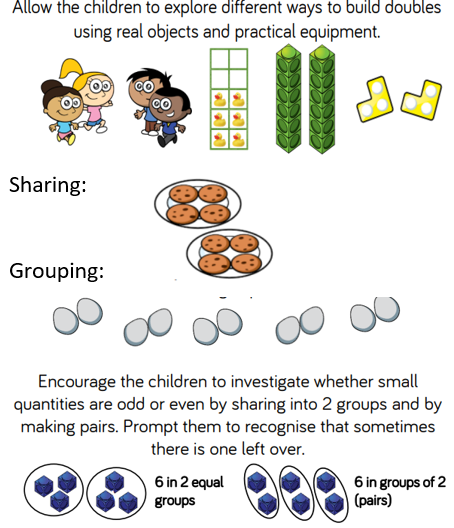 Allow the children to explore different ways to build doubles
using real objects and practical equipment.
Sharing:
Grouping:
Encourage the children to investigate whether small
quantities are odd or even by sharing into 2 groups and by
making pairs. Prompt them to recognise that sometimes
there is one left over.
6 in 2 equal
groups
6 in groups of 2
(pairs)